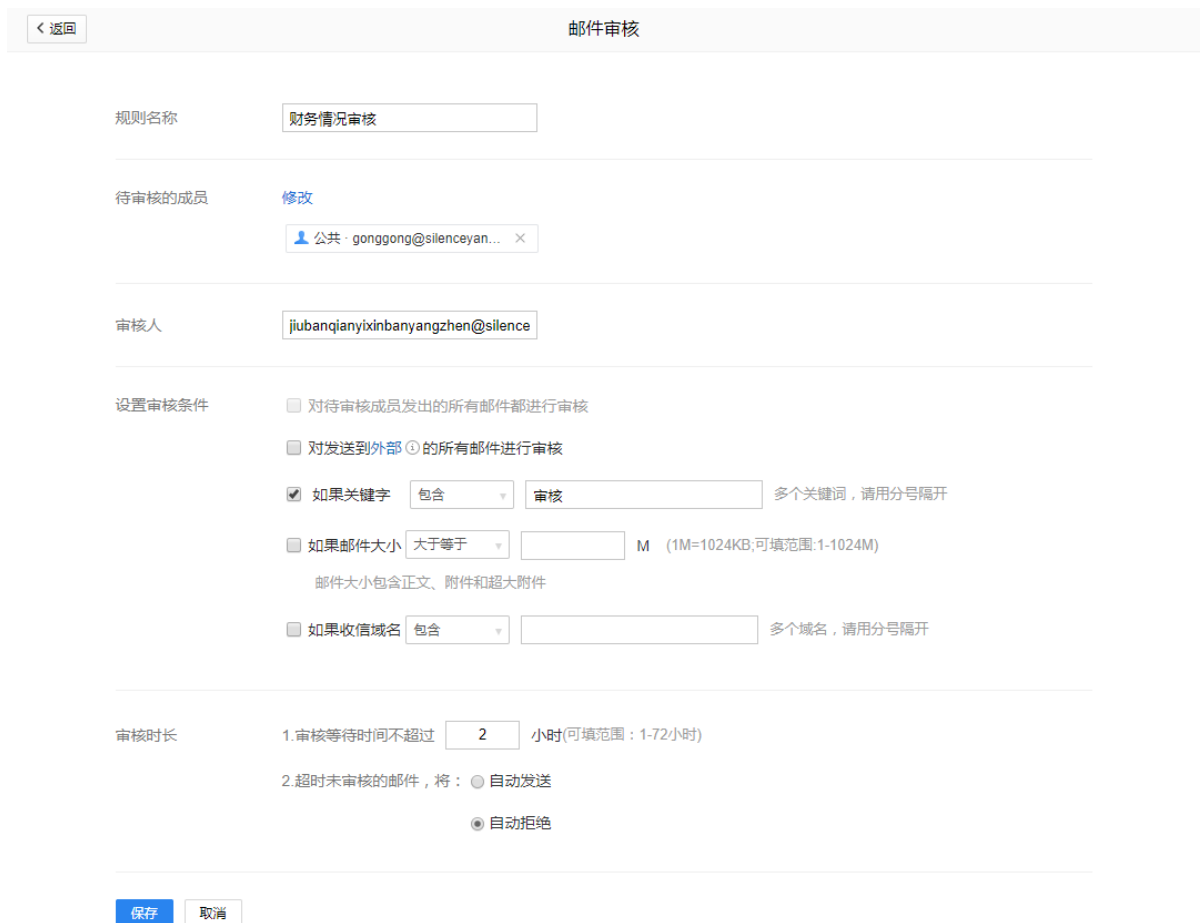 返回
邮件审核
规则名称 财务情况审核
待审核的成员 修改
公共 · gonggong@silenceyan...
审核人 jiubanqianyixinbanyangzhen@silence
设置审核条件 对待审核成员发出的所有邮件都进行审核
对发送到外部的所有邮件进行审核
如果关键字 包含 审核 多个关键词，请用分号隔开
如果邮件大小 大于等于 M (1M=1024KB;可填范围:1-1024M)
邮件大小包含正文、附件和超大附件
如果收信域名 包含 多个域名，请用分号隔开
审核时长 1.审核等待时间不超过 2 小时(可填范围：1-72小时)
2.超时未审核的邮件，将： 自动发送
自动拒绝
保存 取消